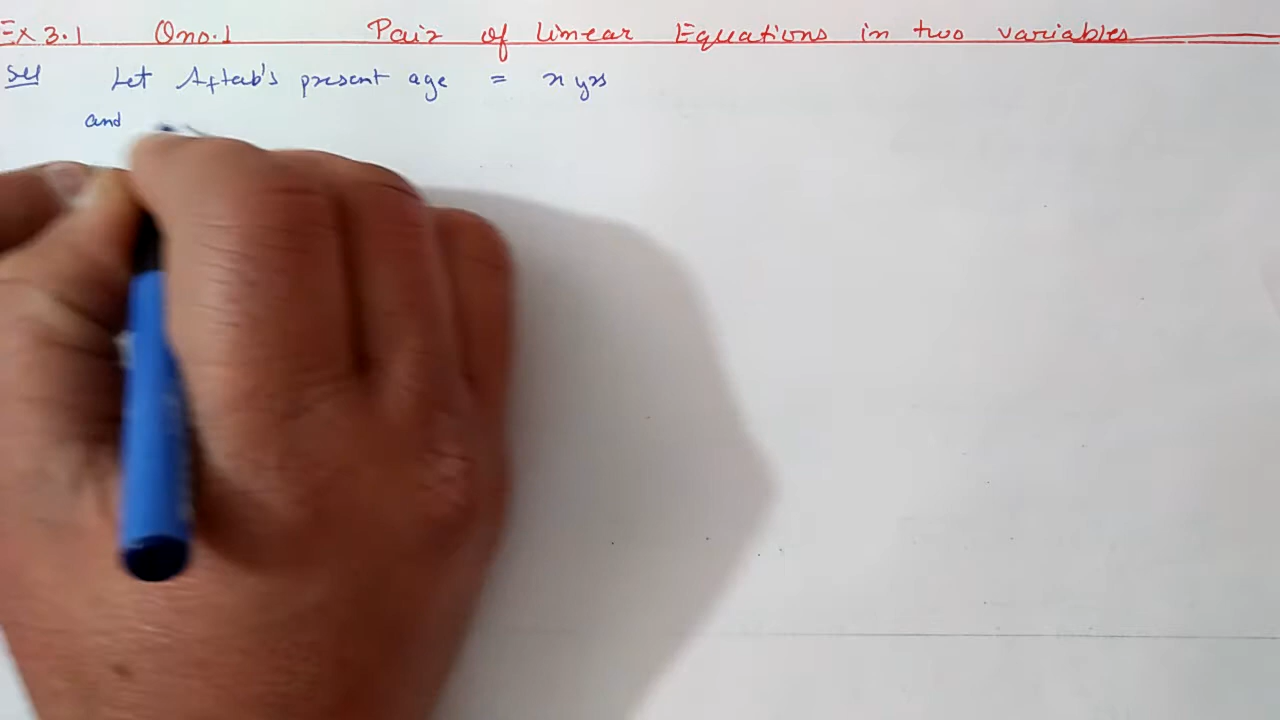 Ex 3.1 Qno.1 Pair of Linear Equations in two variables
Sol Let Aftab's present age = x yrs
and